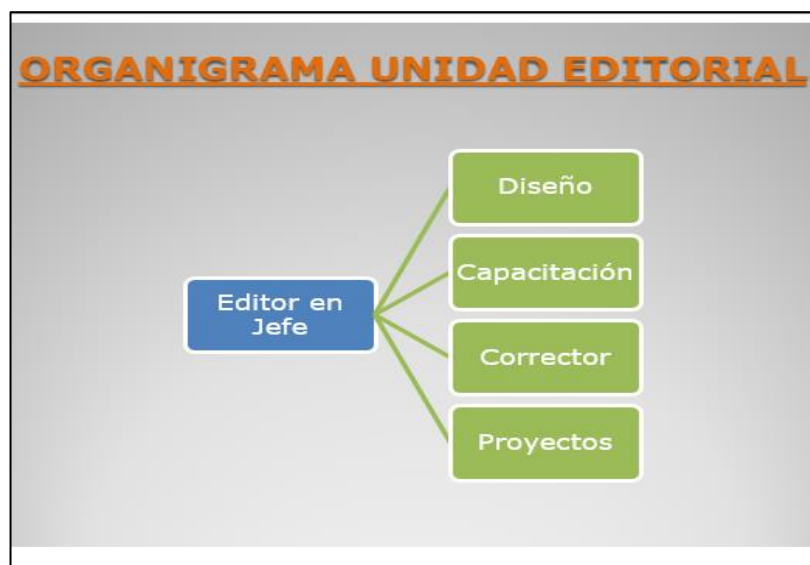 ORGANIGRAMA UNIDAD EDITORIAL
Diseño
Capacitación
Editor en
Jefe
Corrector
Proyectos